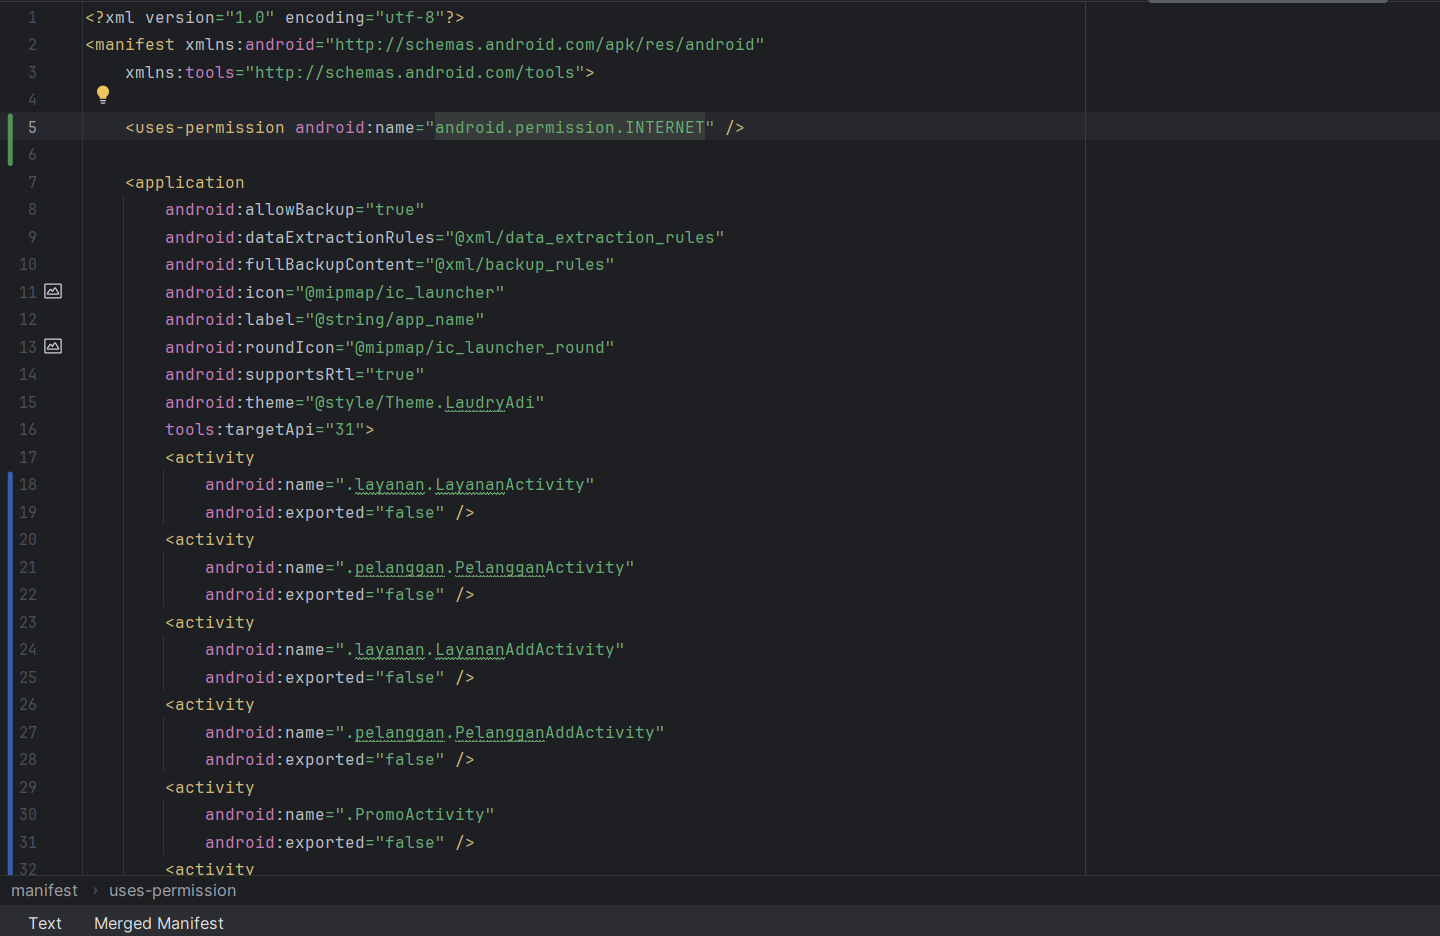 1 <?xml version="1.0" encoding="utf-8"?>
2 <manifest xmlns:android="http://schemas.android.com/apk/res/android"
3 xmlns:tools="http://schemas.android.com/tools">
4
5 <uses-permission android:name="android.permission.INTERNET" />
6
7 <application
8 android:allowBackup="true"
9 android:dataExtractionRules="@xml/data_extraction_rules"
10 android:fullBackupContent="@xml/backup_rules"
11 android:icon="@mipmap/ic_launcher"
12 android:label="@string/app_name"
13 android:roundIcon="@mipmap/ic_launcher_round"
14 android:supportsRtl="true"
15 android:theme="@style/Theme.LaudryAdi"
16 tools:targetApi="31">
17 <activity
18 android:name=".layanan.LayananActivity"
19 android:exported="false" />
20 <activity
21 android:name=".pelanggan.PelangganActivity"
22 android:exported="false" />
23 <activity
24 android:name=".layanan.LayananAddActivity"
25 android:exported="false" />
26 <activity
27 android:name=".pelanggan.PelangganAddActivity"
28 android:exported="false" />
29 <activity
30 android:name=".PromoActivity"
31 android:exported="false" />
32 <activity
manifest › uses-permission
Text Merged Manifest